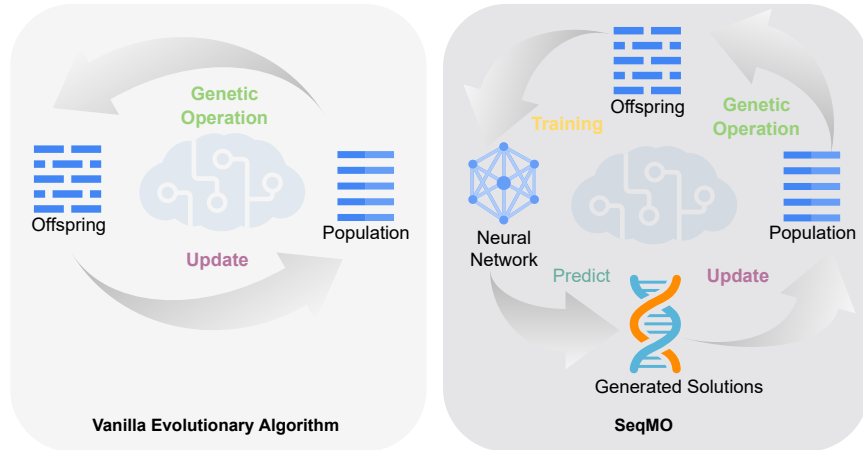 Genetic
Operation
Offspring
Population
Update
Vanilla Evolutionary Algorithm
Offspring
Training
Genetic
Operation
Neural
Network
Population
Predict
Update
Generated Solutions
SeqMO